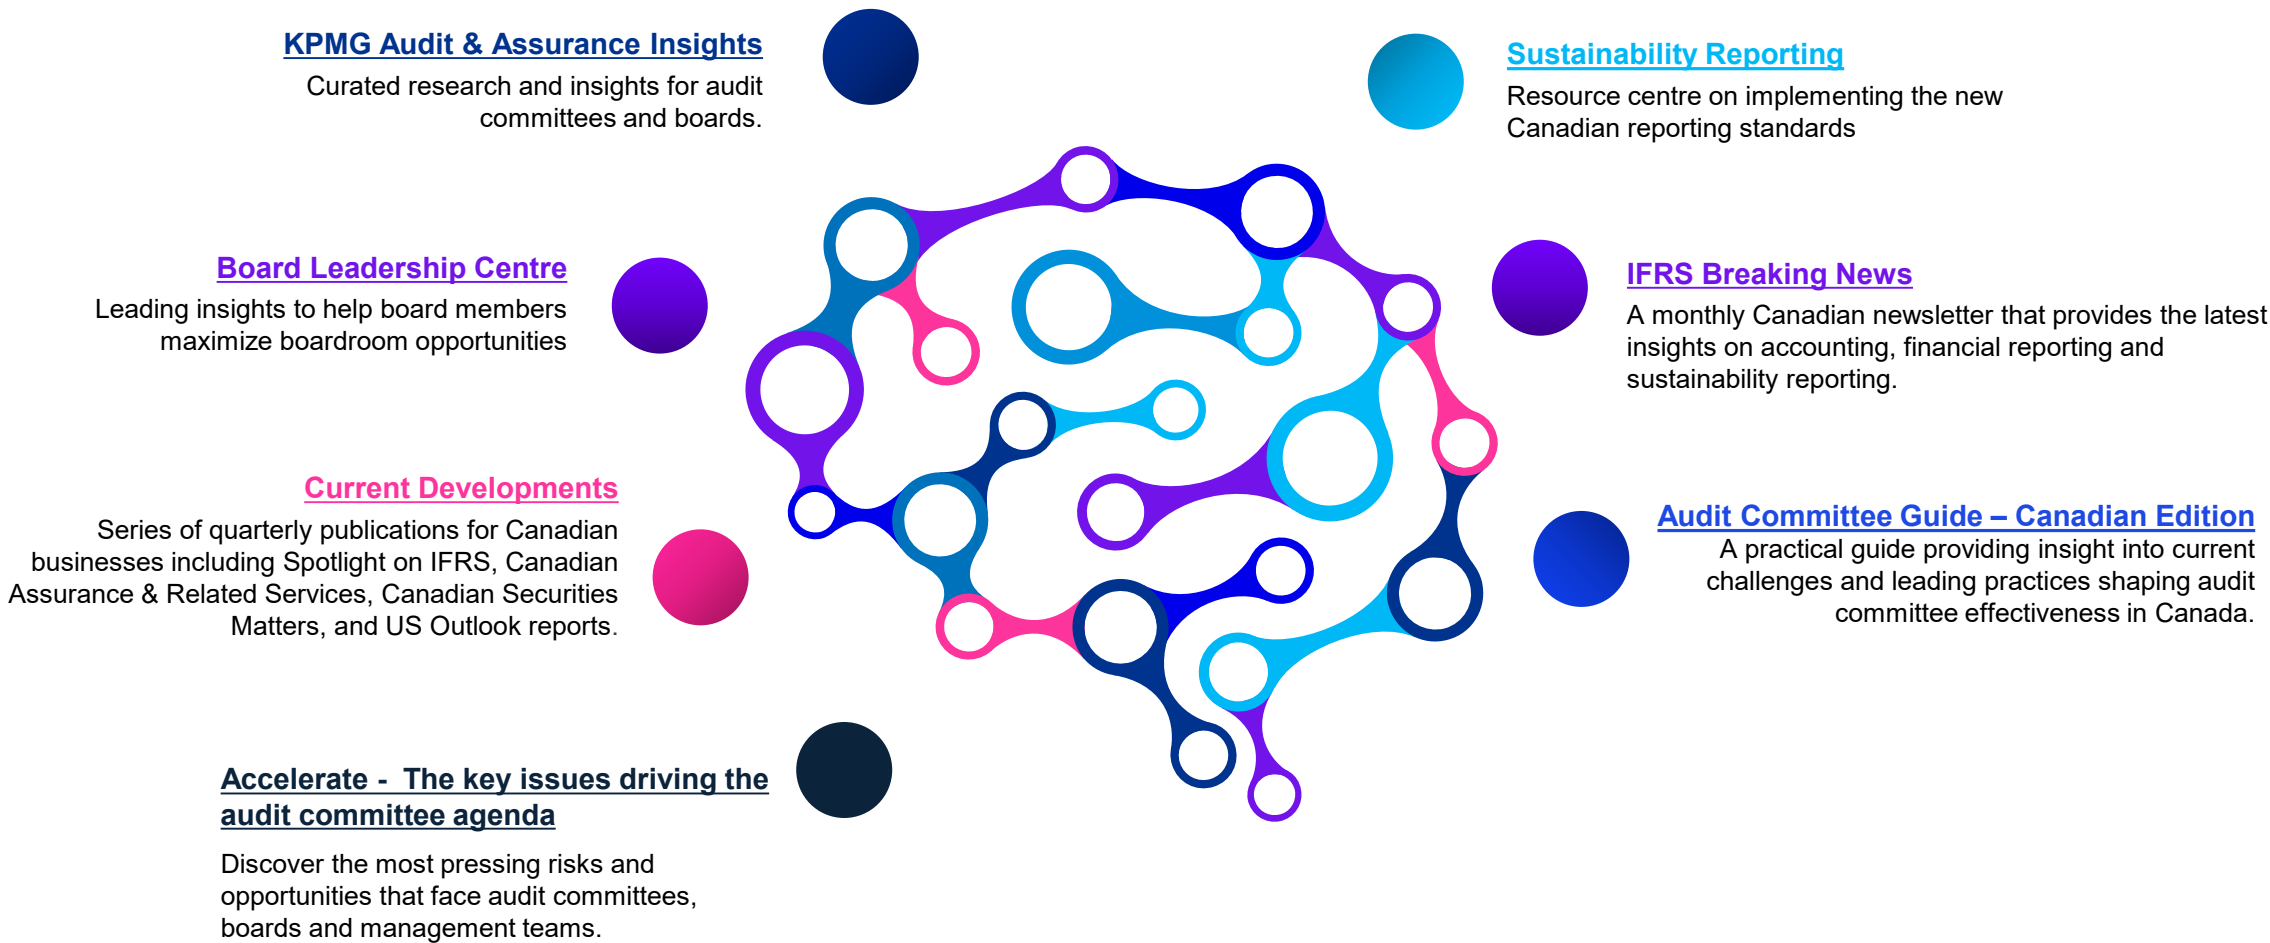 KPMG Audit & Assurance Insights
Curated research and insights for audit
committees and boards.
Board Leadership Centre
Leading insights to help board members
maximize boardroom opportunities
Current Developments
Series of quarterly publications for Canadian
businesses including Spotlight on IFRS, Canadian
Assurance & Related Services, Canadian Securities
Matters, and US Outlook reports.
Accelerate -  The key issues driving the
audit committee agenda
Discover the most pressing risks and
opportunities that face audit committees,
boards and management teams.
Sustainability Reporting
Resource centre on implementing the new
Canadian reporting standards
IFRS Breaking News
A monthly Canadian newsletter that provides the latest
insights on accounting, financial reporting and
sustainability reporting.
Audit Committee Guide – Canadian Edition
A practical guide providing insight into current
challenges and leading practices shaping audit
committee effectiveness in Canada.